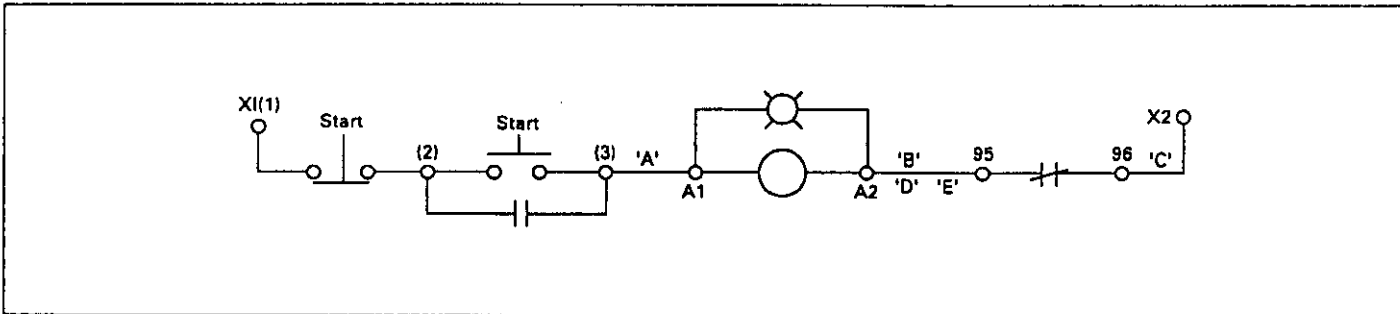 XI(1)
Start
(2)
Start
(3)
'A'
A1
A2
'B'
'D' 'E'
95
96
'C'
X2